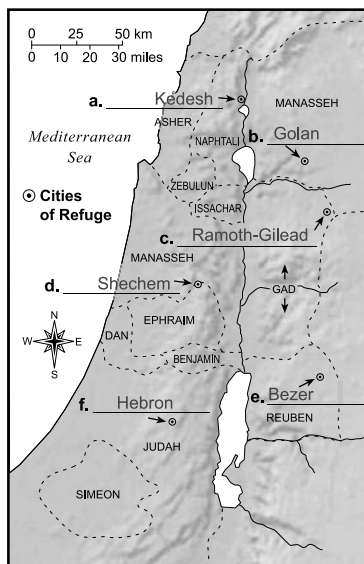 0 25 50 km
0 10 20 30 miles
a. Kedesh
MANASSEH
ASHER
Mediterranean
Sea
NAPHTALI
b. Golan
ZEBULUN
Cities
of Refuge
ISSACHAR
c. Ramoth-Gilead
MANASSEH
d. Shechem
GAD
EPHRAIM
N
W E
S
DAN
BENJAMIN
e. Bezer
f. Hebron
REUBEN
JUDAH
SIMEON